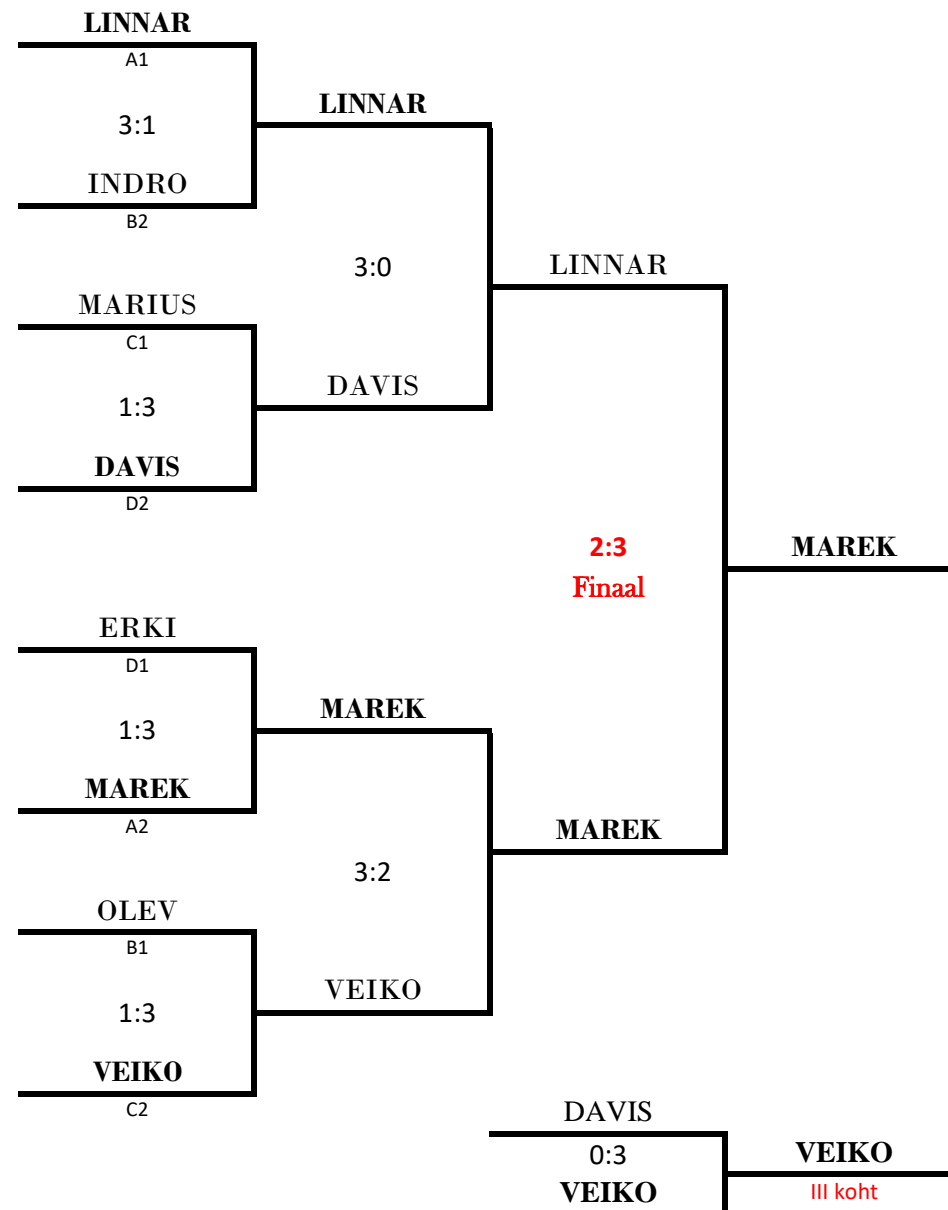 LINNAR
A1
LINNAR
3:1
INDRO
B2
3:0
LINNAR
MARIUS
C1
DAVIS
1:3
DAVIS
D2
2:3
MAREK
Finaal
ERKI
D1
MAREK
1:3
MAREK
A2
MAREK
3:2
OLEV
B1
VEIKO
1:3
VEIKO
C2
DAVIS
0:3
VEIKO
VEIKO
III koht